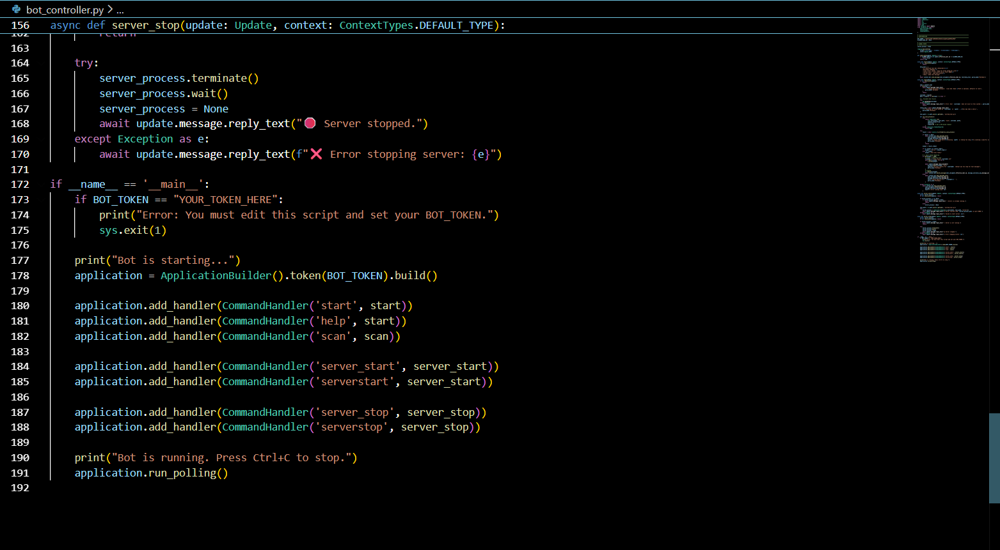 bot_controller.py > ...
156 async def server_stop(update: Update, context: ContextTypes.DEFAULT_TYPE):
163
164 try:
165 server_process.terminate()
166 server_process.wait()
167 server_process = None
168 await update.message.reply_text("🛑 Server stopped.")
169 except Exception as e:
170 await update.message.reply_text(f"❌ Error stopping server: {e}")
171
172 if __name__ == '__main__':
173 if BOT_TOKEN == "YOUR_TOKEN_HERE":
174 print("Error: You must edit this script and set your BOT_TOKEN.")
175 sys.exit(1)
176
177 print("Bot is starting...")
178 application = ApplicationBuilder().token(BOT_TOKEN).build()
179
180 application.add_handler(CommandHandler('start', start))
181 application.add_handler(CommandHandler('help', start))
182 application.add_handler(CommandHandler('scan', scan))
183
184 application.add_handler(CommandHandler('server_start', server_start))
185 application.add_handler(CommandHandler('serverstart', server_start))
186
187 application.add_handler(CommandHandler('server_stop', server_stop))
188 application.add_handler(CommandHandler('serverstop', server_stop))
189
190 print("Bot is running. Press Ctrl+C to stop.")
191 application.run_polling()
192